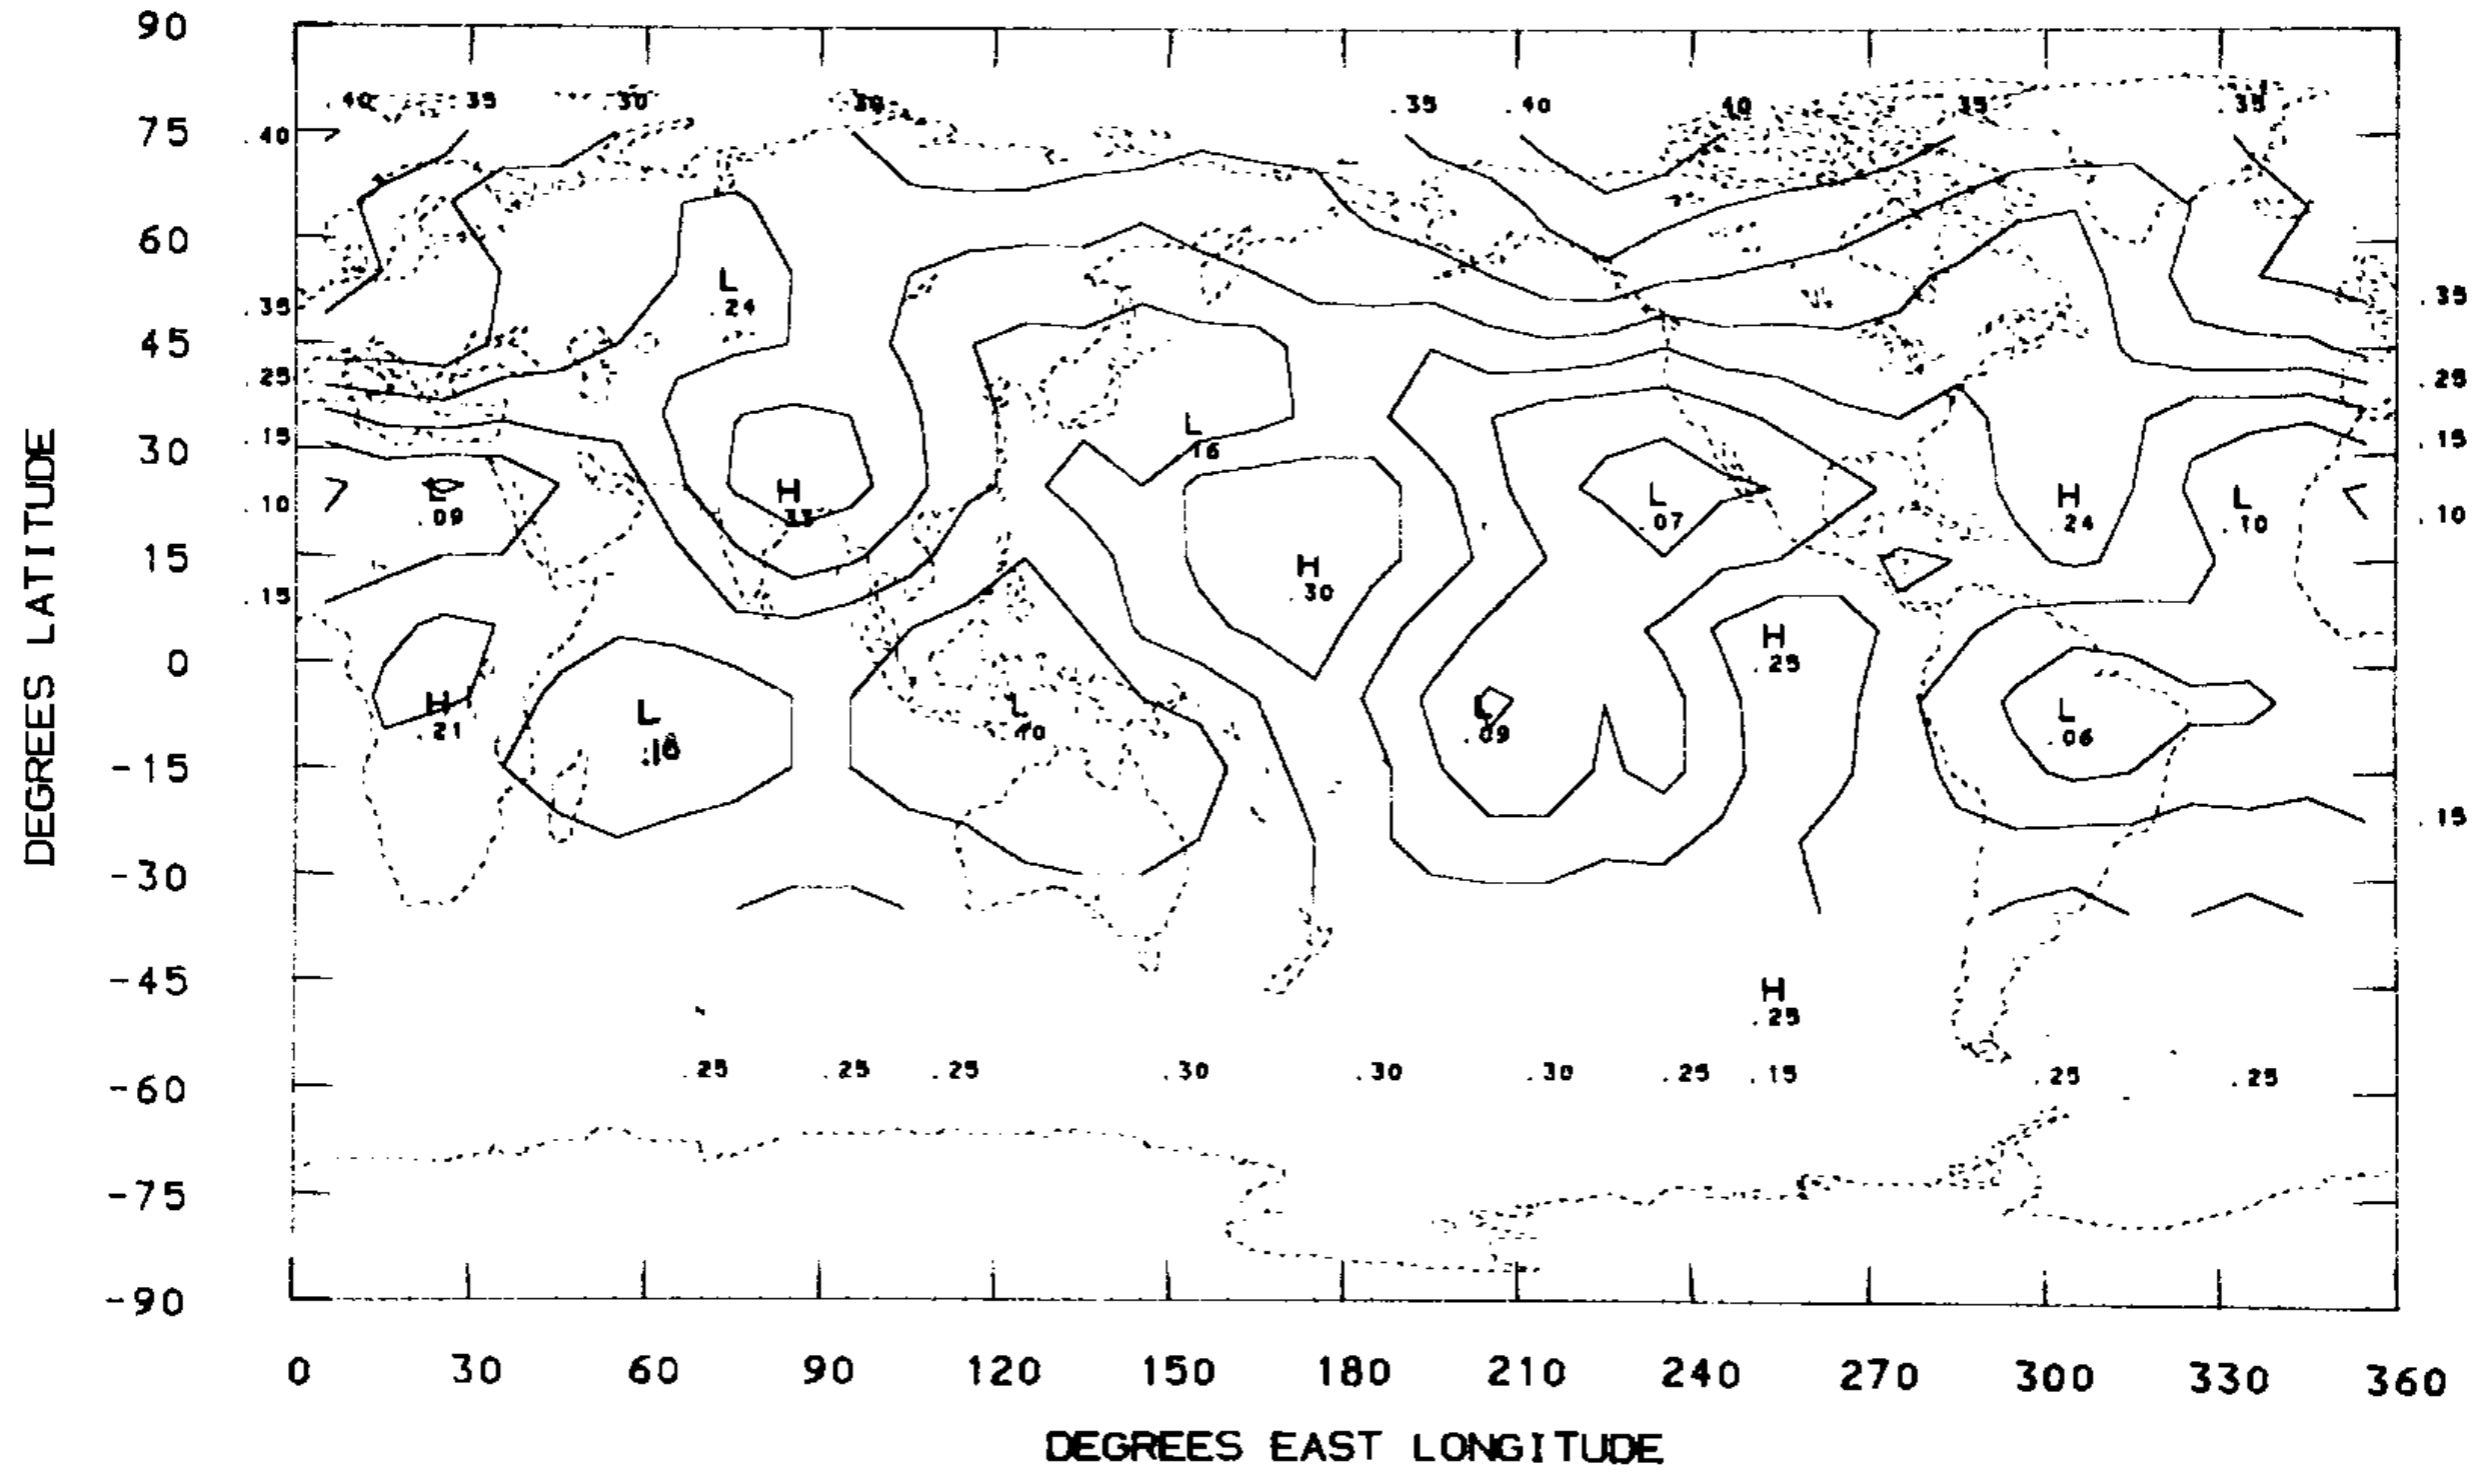 90
.40 .35 .30 .30 .35 .40 .40 .35 .35
75 .40
60
L
.24
.35 .35
45
.25 .25
L
.16
.15 .15
30
H
.33
L
.09
L
.07
H
.24
L
.10
.10 .10
15
H
.30
.15
0
H
.25
H
.21
L
L
.10
L
.09
L
.06
-15
.15
-30
-45
H
.25
.25 .25 .25 .30 .30 .30 .25 .15 .25 .25
-60
-75
-90
0 30 60 90 120 150 180 210 240 270 300 330 360
DEGREES EAST LONGITUDE
DEGREES LATITUDE